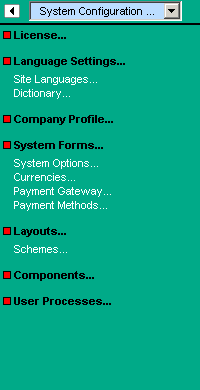 System Configuration ...
License...
Language Settings...
Site Languages...
Dictionary...
Company Profile...
System Forms...
System Options...
Currencies...
Payment Gateway...
Payment Methods...
Layouts...
Schemes...
Components...
User Processes...